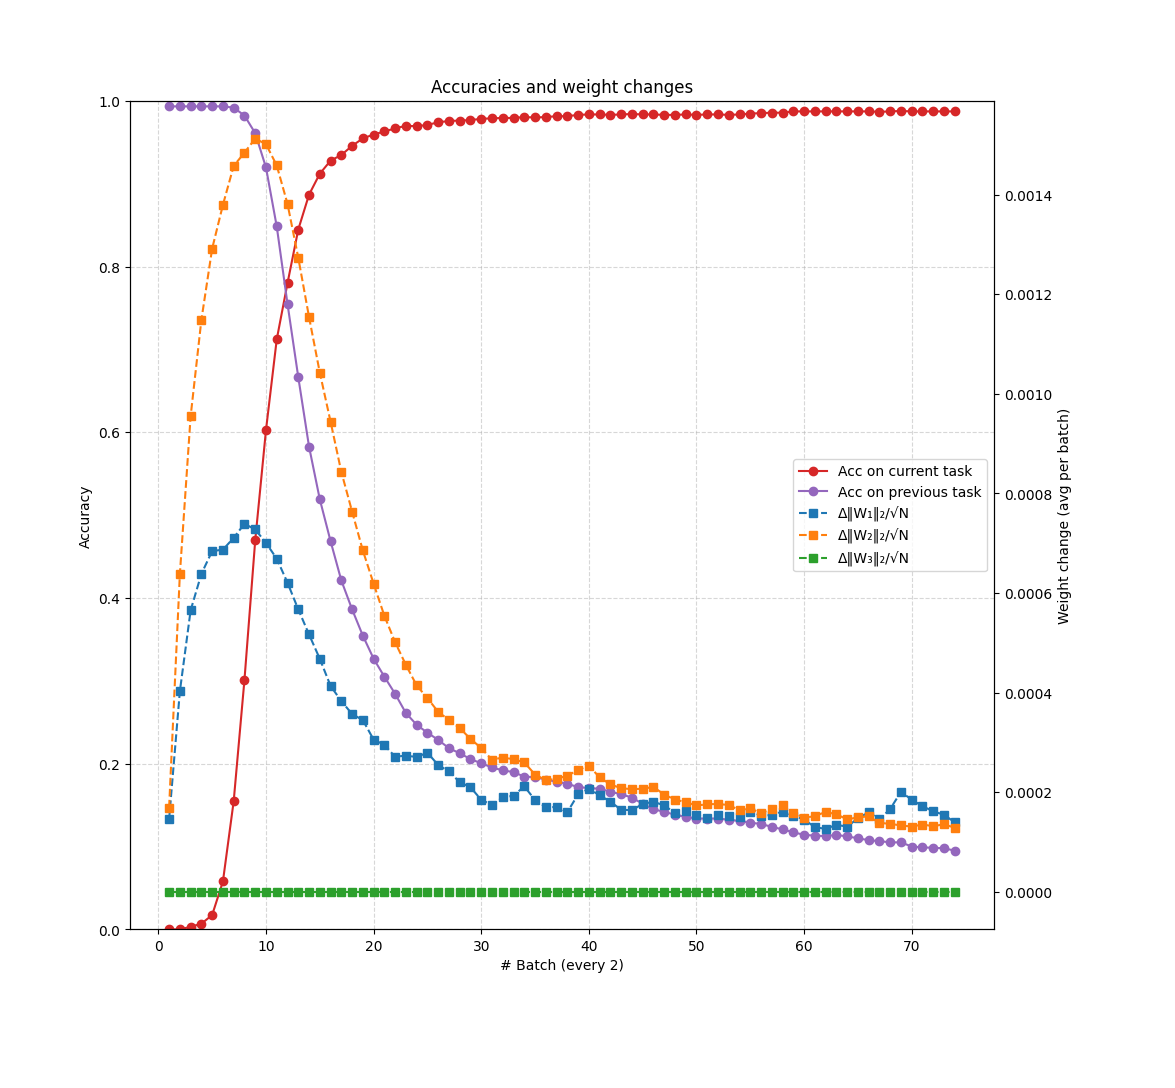 Accuracies and weight changes
1.0
0.8
0.6
0.4
0.2
0.0
Accuracy
0.0014
0.0012
0.0010
0.0008
0.0006
0.0004
0.0002
0.0000
Weight change (avg per batch)
Acc on current task
Acc on previous task
Δ‖W₁‖₂/√N
Δ‖W₂‖₂/√N
Δ‖W₃‖₂/√N
0 10 20 30 40 50 60 70
# Batch (every 2)